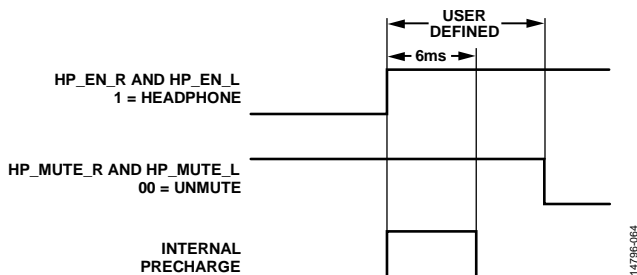 USER
DEFINED
6ms
HP_EN_R AND HP_EN_L
1 = HEADPHONE
HP_MUTE_R AND HP_MUTE_L
00 = UNMUTE
INTERNAL
PRECHARGE
14796-064